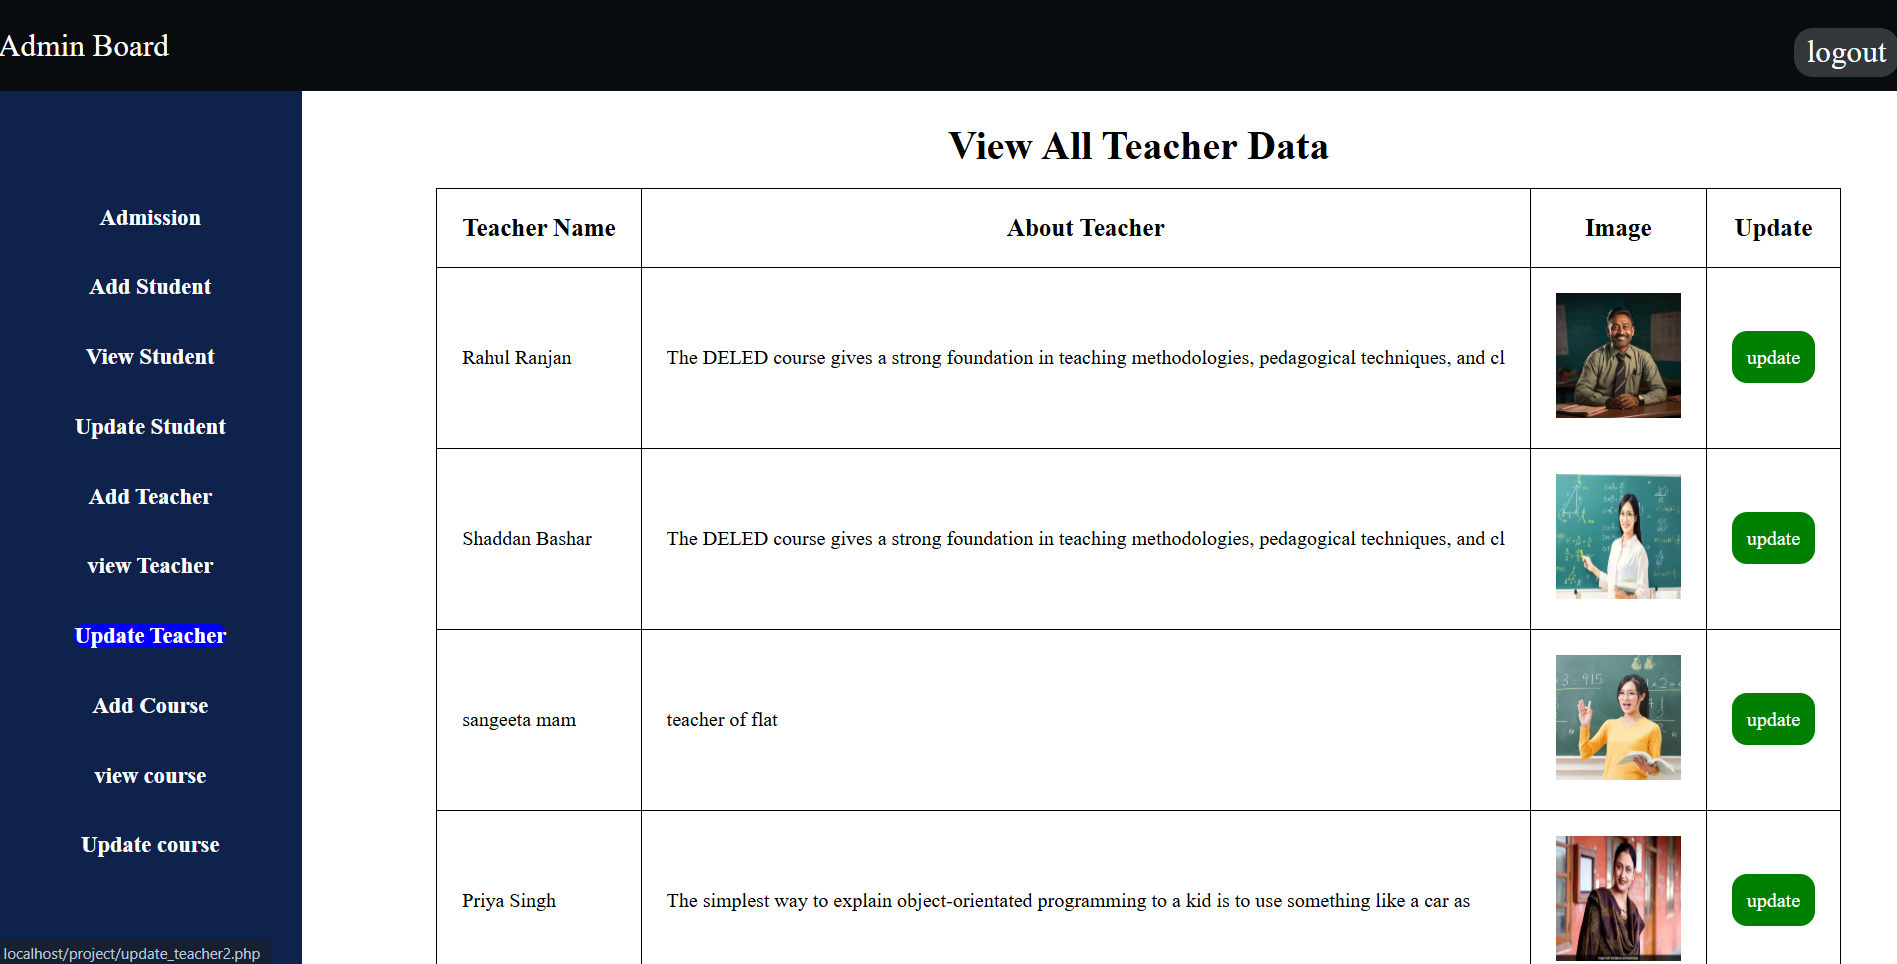 Admin Board
logout
Admission
Add Student
View Student
Update Student
Add Teacher
view Teacher
Update Teacher
Add Course
view course
Update course
View All Teacher Data
Teacher Name About Teacher Image Update
Rahul Ranjan The DELED course gives a strong foundation in teaching methodologies, pedagogical techniques, and cl update
Shaddan Bashar The DELED course gives a strong foundation in teaching methodologies, pedagogical techniques, and cl update
sangeeta mam teacher of flat update
Priya Singh The simplest way to explain object-orientated programming to a kid is to use something like a car as update
localhost/project/update_teacher2.php